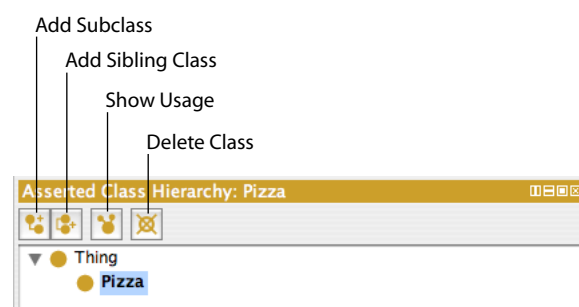 Add Subclass
Add Sibling Class
Show Usage
Delete Class
Asserted Class Hierarchy: Pizza
Thing
Pizza